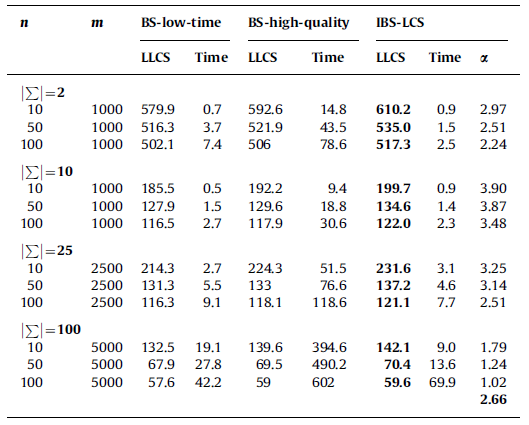 n m BS-low-time BS-high-quality IBS-LCS
LLCS Time LLCS Time LLCS Time α
|∑|=2
10 1000 579.9 0.7 592.6 14.8 610.2 0.9 2.97
50 1000 516.3 3.7 521.9 43.5 535.0 1.5 2.51
100 1000 502.1 7.4 506 78.6 517.3 2.5 2.24
|∑|=10
10 1000 185.5 0.5 192.2 9.4 199.7 0.9 3.90
50 1000 127.9 1.5 129.6 18.8 134.6 1.4 3.87
100 1000 116.5 2.7 117.9 30.6 122.0 2.3 3.48
|∑|=25
10 2500 214.3 2.7 224.3 51.5 231.6 3.1 3.25
50 2500 131.3 5.5 133 76.6 137.2 4.6 3.14
100 2500 116.3 9.1 118.1 118.6 121.1 7.7 2.51
|∑|=100
10 5000 132.5 19.1 139.6 394.6 142.1 9.0 1.79
50 5000 67.9 27.8 69.5 490.2 70.4 13.6 1.24
100 5000 57.6 42.2 59 602 59.6 69.9 1.02
2.66